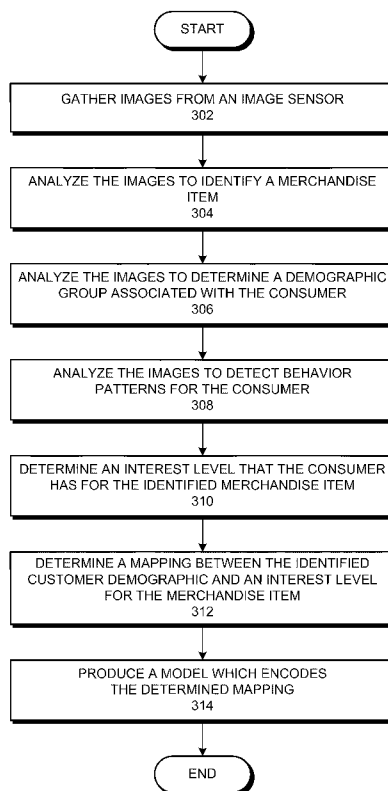 START
GATHER IMAGES FROM AN IMAGE SENSOR
302
ANALYZE THE IMAGES TO IDENTIFY A MERCHANDISE
ITEM
304
ANALYZE THE IMAGES TO DETERMINE A DEMOGRAPHIC
GROUP ASSOCIATED WITH THE CONSUMER
306
ANALYZE THE IMAGES TO DETECT BEHAVIOR
PATTERNS FOR THE CONSUMER
308
DETERMINE AN INTEREST LEVEL THAT THE CONSUMER
HAS FOR THE IDENTIFIED MERCHANDISE ITEM
310
DETERMINE A MAPPING BETWEEN THE IDENTIFIED
CUSTOMER DEMOGRAPHIC AND AN INTEREST LEVEL
FOR THE MERCHANDISE ITEM
312
PRODUCE A MODEL WHICH ENCODES
THE DETERMINED MAPPING
314
END